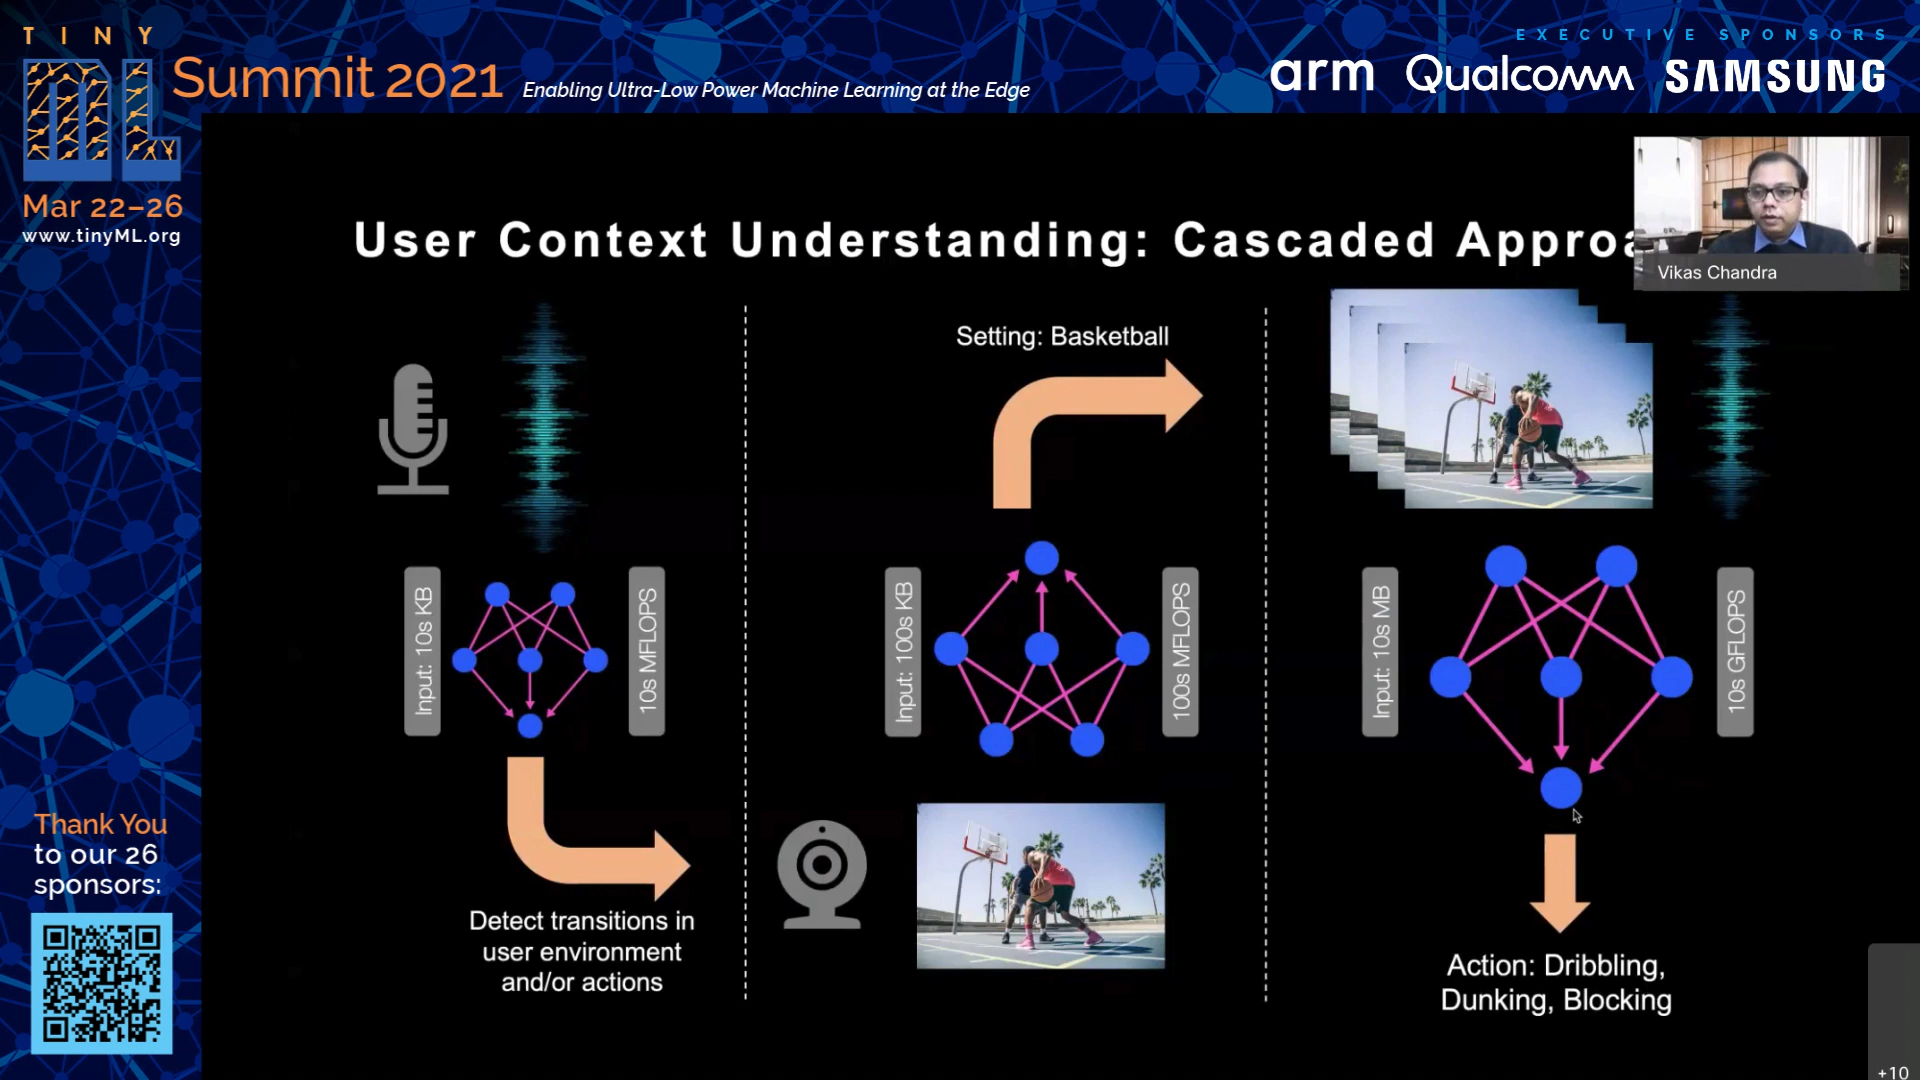 TINY
ML
Summit 2021
Enabling Ultra-Low Power Machine Learning at the Edge
EXECUTIVE SPONSORS
arm
Qualcomm
SAMSUNG
Mar 22–26
www.tinyML.org
User Context Understanding: Cascaded Approa
Vikas Chandra
Input: 10s KB
10s MFLOPS
Detect transitions in
user environment
and/or actions
Setting: Basketball
Input: 100s KB
100s MFLOPS
Input: 10s MB
10s GFLOPS
Action: Dribbling,
Dunking, Blocking
Thank You
to our 26
sponsors:
+10